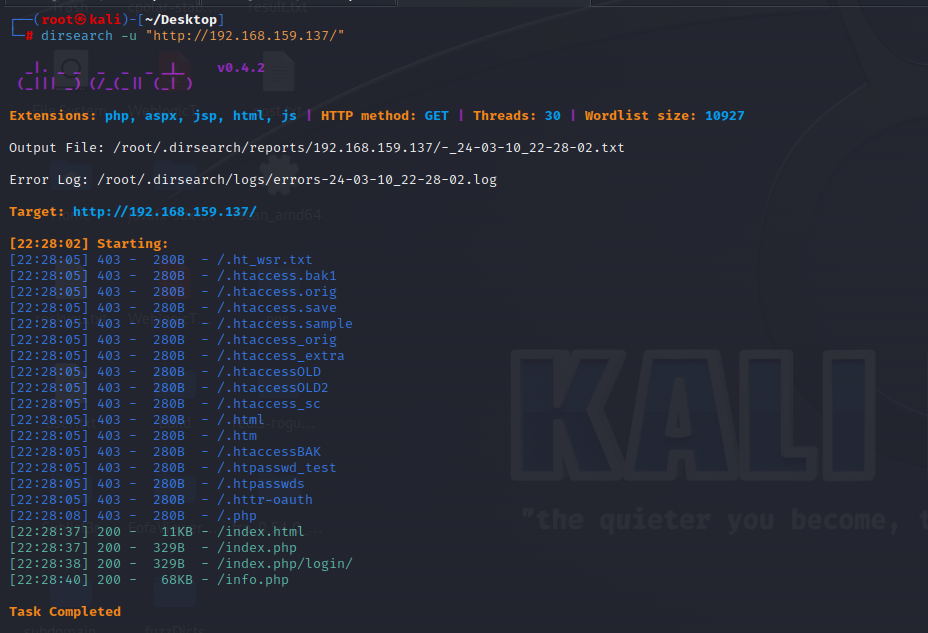 ┌──(root㉿kali)-[~/Desktop]
└─# dirsearch -u "http://192.168.159.137/"
v0.4.2
Extensions: php, aspx, jsp, html, js | HTTP method: GET | Threads: 30 | Wordlist size: 10927
Output File: /root/.dirsearch/reports/192.168.159.137/-_24-03-10_22-28-02.txt
Error Log: /root/.dirsearch/logs/errors-24-03-10_22-28-02.log
Target: http://192.168.159.137/
[22:28:02] Starting:
[22:28:05] 403 - 280B - /.ht_wsr.txt
[22:28:05] 403 - 280B - /.htaccess.bak1
[22:28:05] 403 - 280B - /.htaccess.orig
[22:28:05] 403 - 280B - /.htaccess.save
[22:28:05] 403 - 280B - /.htaccess.sample
[22:28:05] 403 - 280B - /.htaccess_orig
[22:28:05] 403 - 280B - /.htaccess_extra
[22:28:05] 403 - 280B - /.htaccessOLD
[22:28:05] 403 - 280B - /.htaccessOLD2
[22:28:05] 403 - 280B - /.htaccess_sc
[22:28:05] 403 - 280B - /.html
[22:28:05] 403 - 280B - /.htm
[22:28:05] 403 - 280B - /.htaccessBAK
[22:28:05] 403 - 280B - /.htpasswd_test
[22:28:05] 403 - 280B - /.htpasswds
[22:28:05] 403 - 280B - /.httr-oauth
[22:28:08] 403 - 280B - /.php
[22:28:37] 200 - 11KB - /index.html
[22:28:37] 200 - 329B - /index.php
[22:28:38] 200 - 329B - /index.php/login/
[22:28:40] 200 - 68KB - /info.php
Task Completed
KALI
"the quieter you become, t